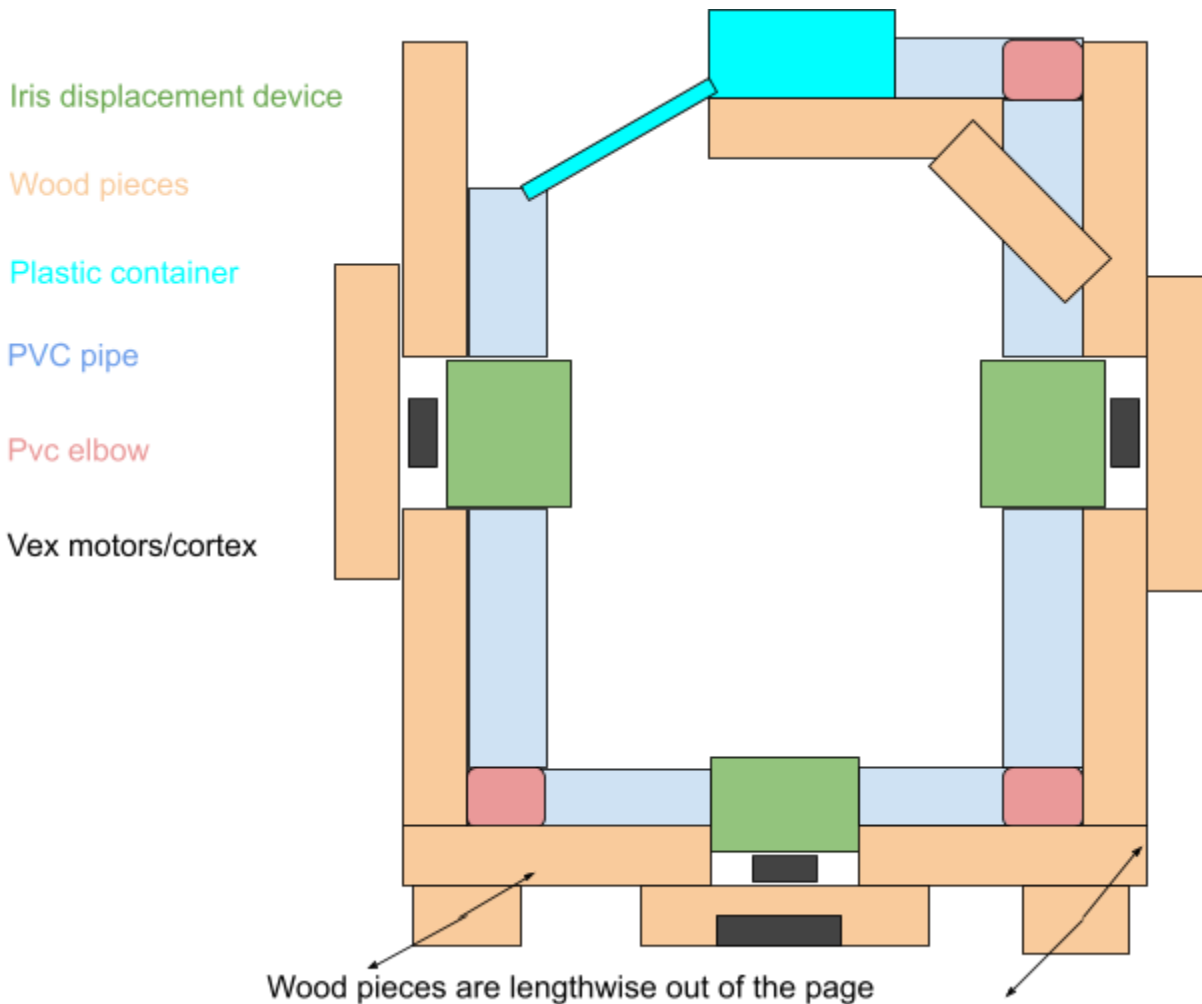 Iris displacement device
Wood pieces
Plastic container
PVC pipe
Pvc elbow
Vex motors/cortex
Wood pieces are lengthwise out of the page